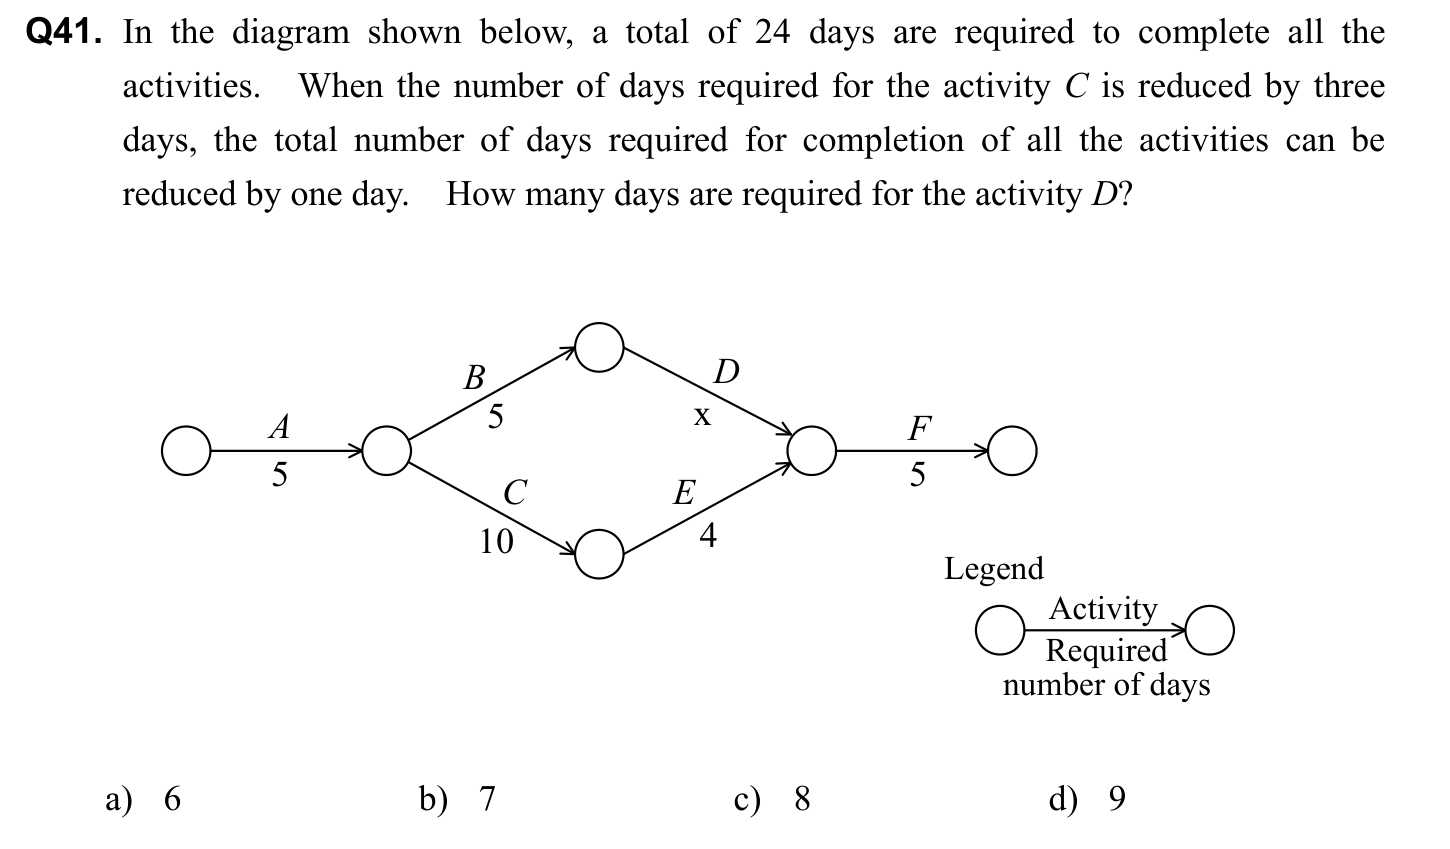 Q41. In the diagram shown below, a total of 24 days are required to complete all the
activities. When the number of days required for the activity C is reduced by three
days, the total number of days required for completion of all the activities can be
reduced by one day. How many days are required for the activity D?
B
5
D
x
A
5
F
5
C
10
E
4
Legend
Activity
Required
number of days
a) 6 b) 7 c) 8 d) 9